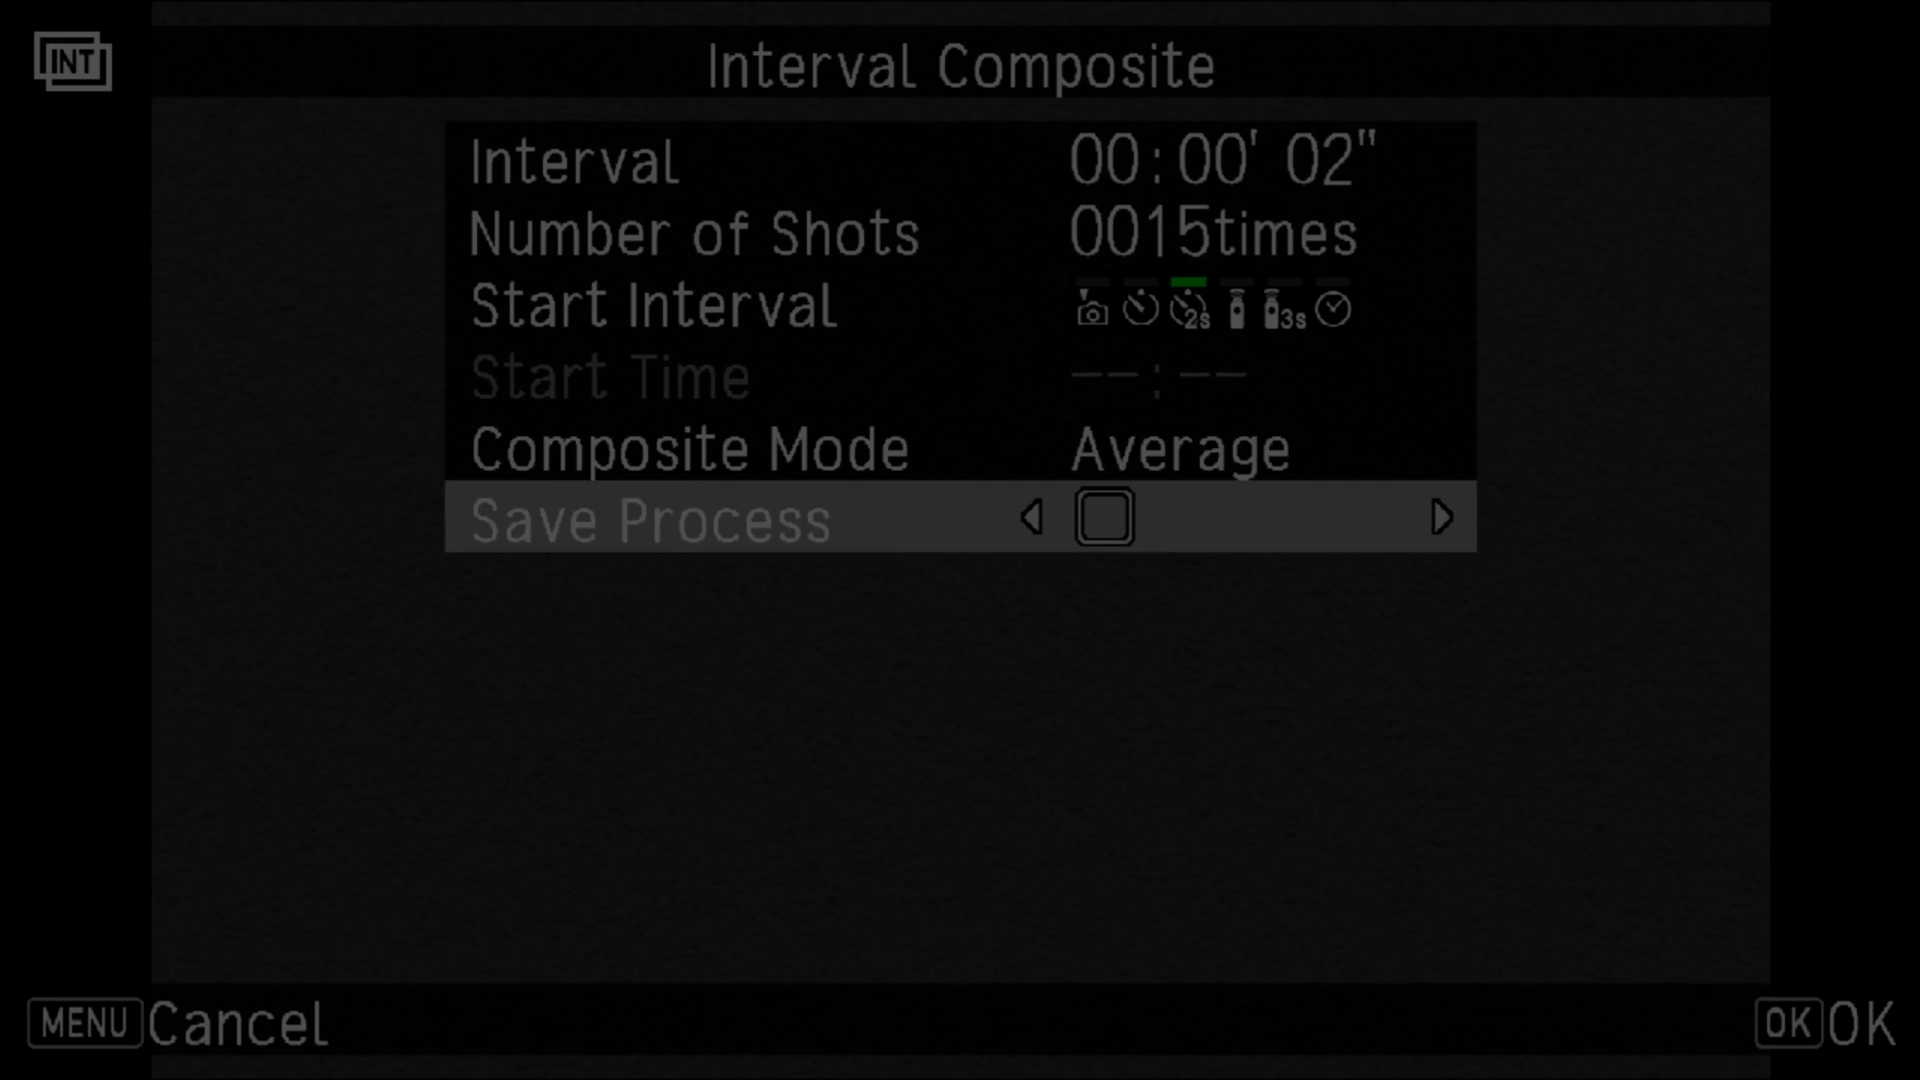 INT
Interval Composite
Interval 00:00' 02"
Number of Shots 0015times
Start Interval 2s 3s
Start Time --:--
Composite Mode Average
Save Process
MENU Cancel
OK OK